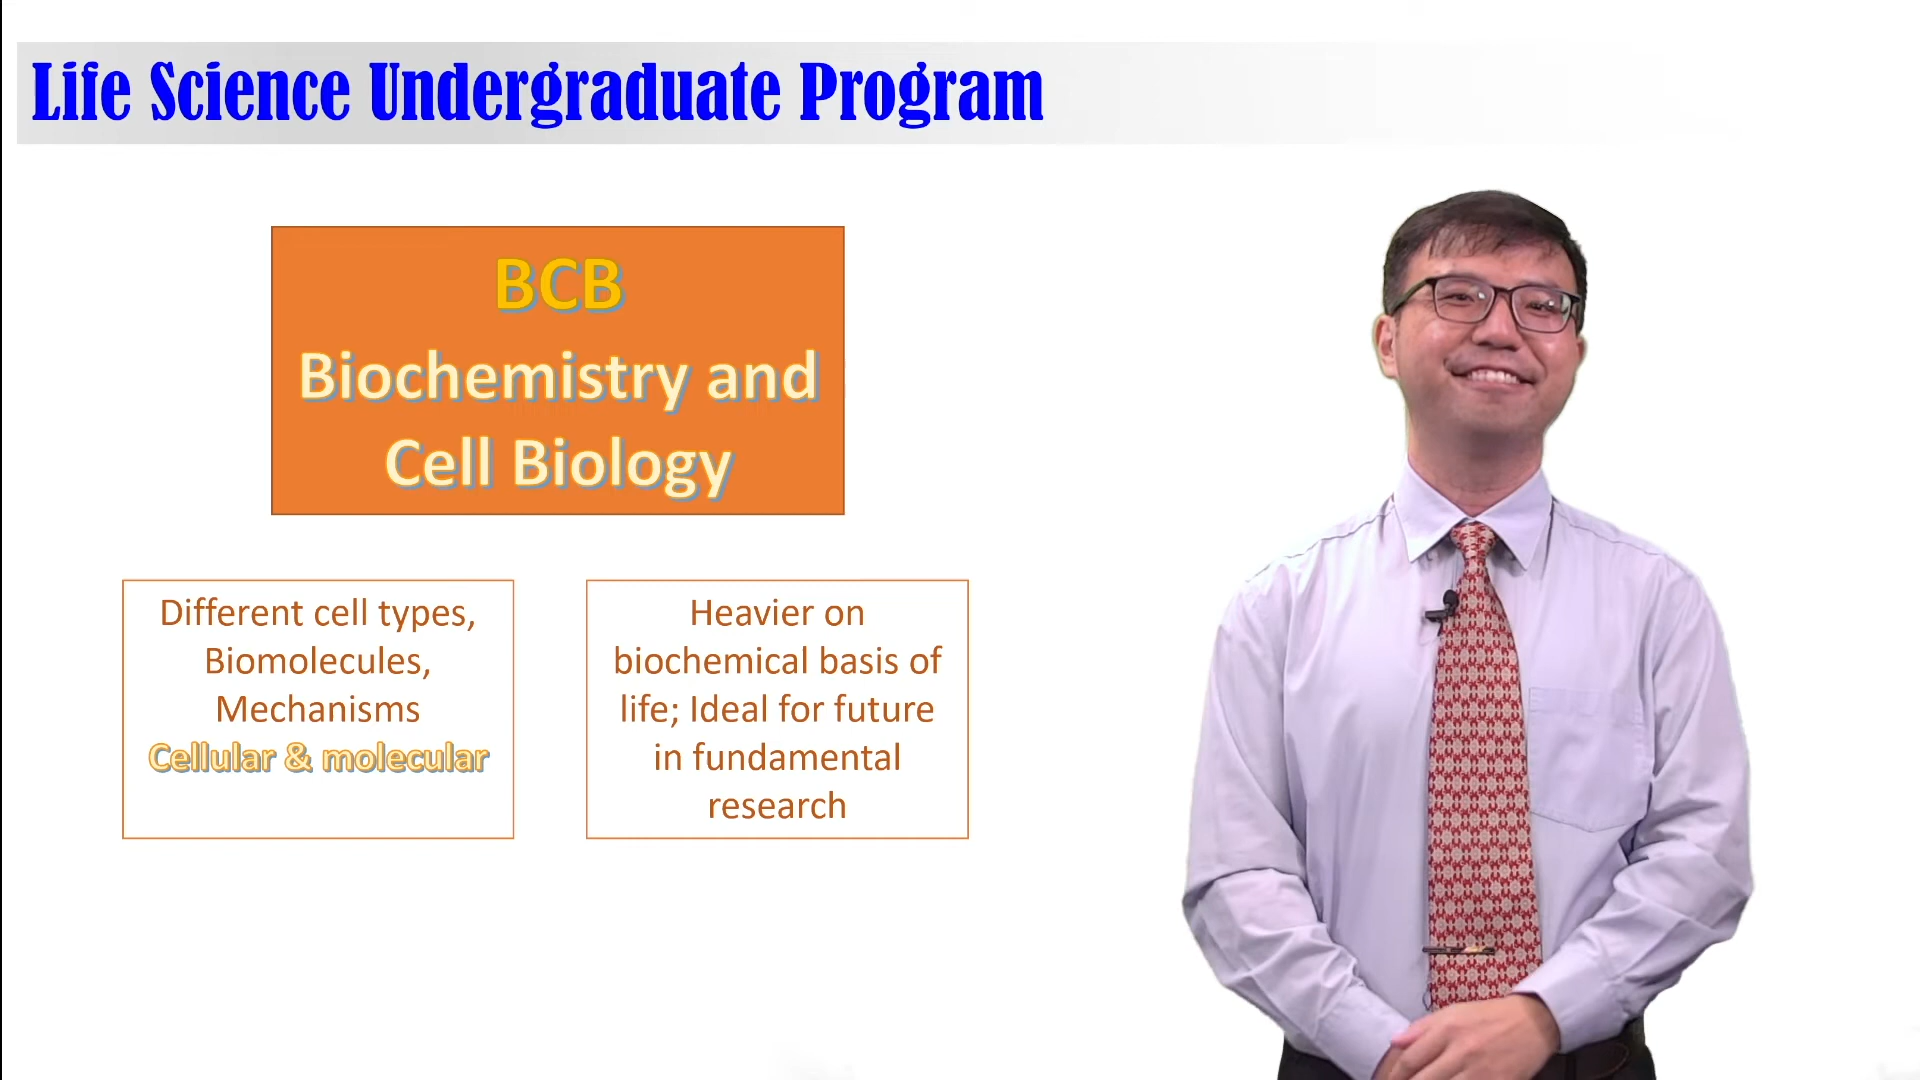 Life Science Undergraduate Program
BCB
Biochemistry and
Cell Biology
Different cell types,
Biomolecules,
Mechanisms
Cellular & molecular
Heavier on
biochemical basis of
life; Ideal for future
in fundamental
research